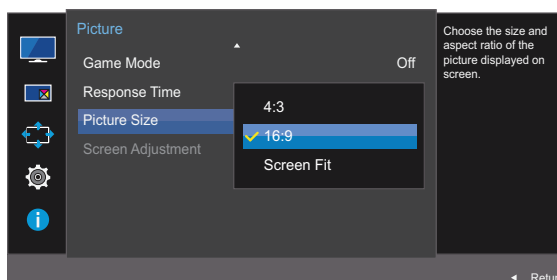 Picture
Game Mode
Off
Response Time
Picture Size
Screen Adjustment
4:3
16:9
Screen Fit
Choose the size and
aspect ratio of the
picture displayed on
screen.